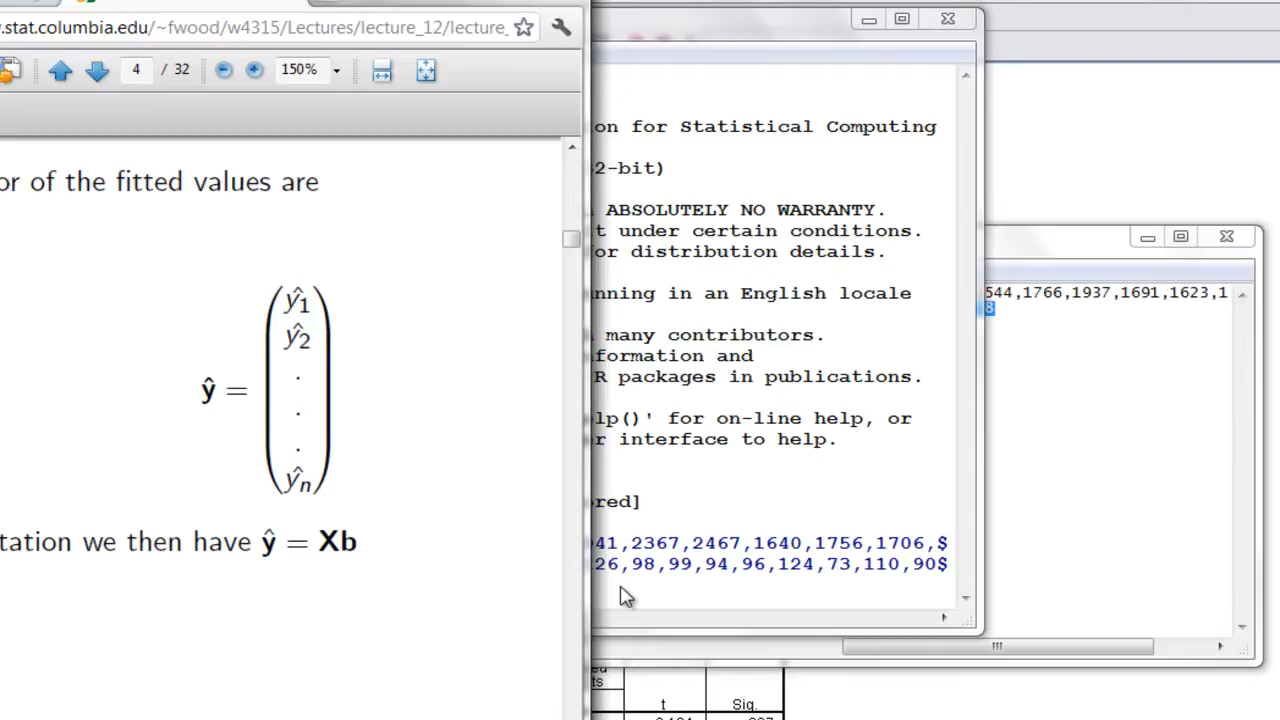 .stat.columbia.edu/~fwood/w4315/Lectures/lecture_12/lecture_
4 / 32 150%
or of the fitted values are
ŷ =
ŷ1
ŷ2
.
.
.
ŷn
tation we then have ŷ = Xb
on for Statistical Computing
2-bit)
ABSOLUTELY NO WARRANTY.
t under certain conditions.
for distribution details.
nning in an English locale
many contributors.
nformation and
R packages in publications.
lp()' for on-line help, or
r interface to help.
red]
41,2367,2467,1640,1756,1706,$
26,98,99,94,96,124,73,110,90$
544,1766,1937,1691,1623,1
8
ts
t Sig.